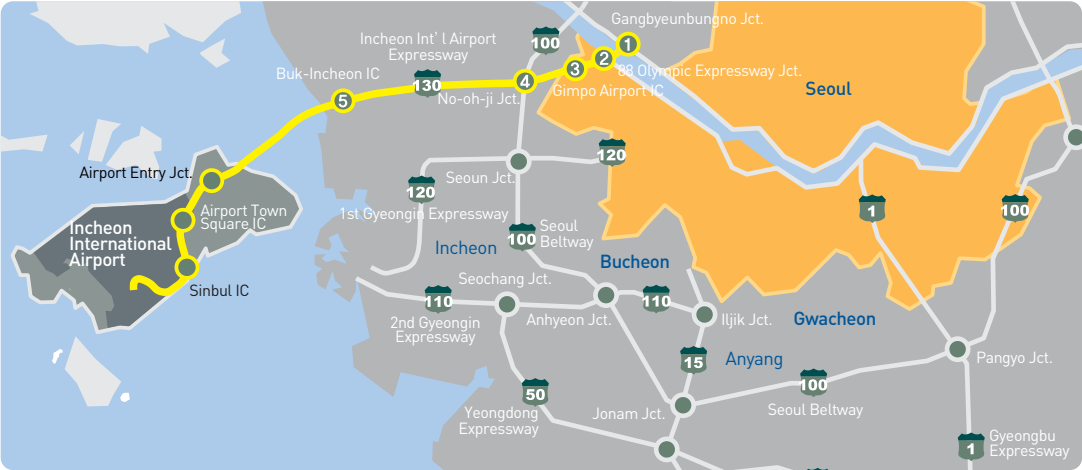 Gangbyeunbungno Jct.
Incheon Int' l Airport
Expressway
100
1
2
88 Olympic Expressway Jct.
3
Buk-Incheon IC
130
4
Gimpo Airport IC
No-oh-ji Jct.
5
Seoul
120
Airport Entry Jct.
Seoun Jct.
120
1st Gyeongin Expressway
Airport Town
Square IC
1
100
Incheon
International
Airport
100
Seoul
Beltway
Incheon
Bucheon
Sinbul IC
Seochang Jct.
110
110
2nd Gyeongin
Expressway
Anhyeon Jct.
Iljik Jct.
Gwacheon
15
Anyang
Pangyo Jct.
100
Seoul Beltway
50
Yeongdong
Expressway
Jonam Jct.
1
Gyeongbu
Expressway